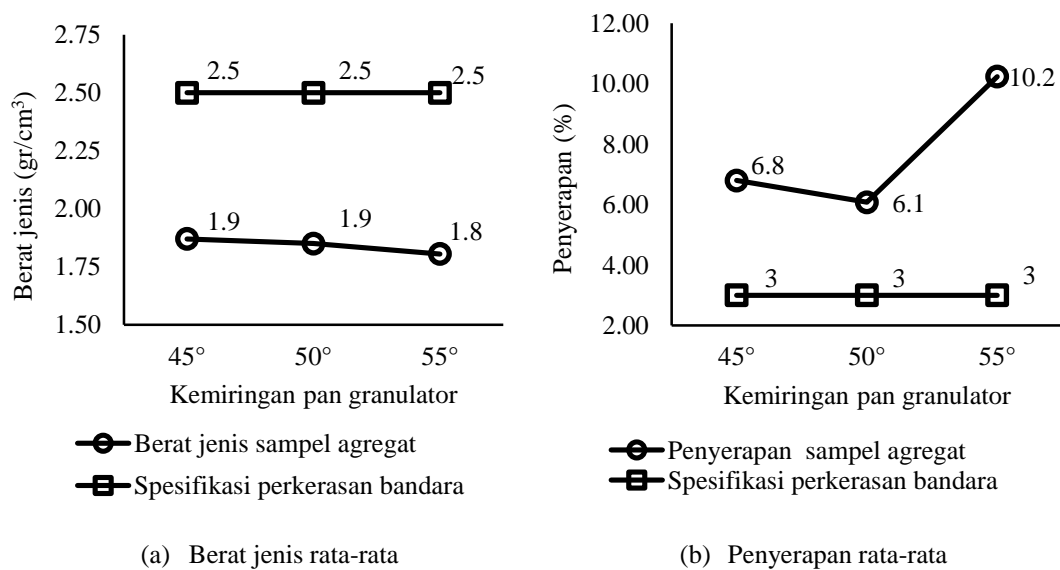 2.75
2.50
2.25
2.00
1.75
1.50
Berat jenis (gr/cm³)
2.5 2.5 2.5
1.9 1.9 1.8
45° 50° 55°
Kemiringan pan granulator
Berat jenis sampel agregat
Spesifikasi perkerasan bandara
(a) Berat jenis rata-rata
12.00
10.00
8.00
6.00
4.00
2.00
Penyerapan (%)
6.8 6.1 10.2
3 3 3
45° 50° 55°
Kemiringan pan granulator
Penyerapan sampel agregat
Spesifikasi perkerasan bandara
(b) Penyerapan rata-rata